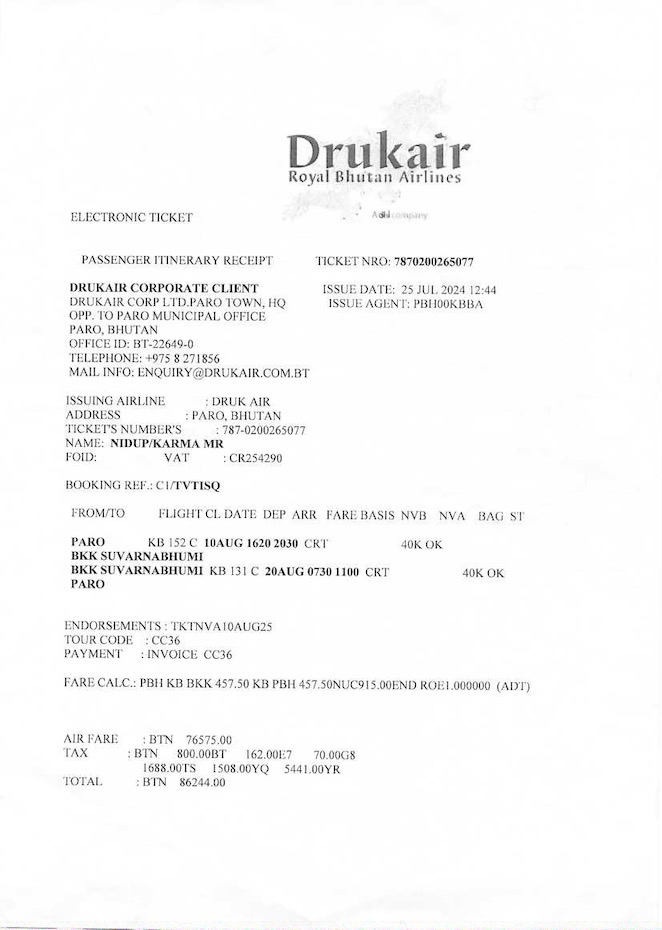 Drukair
Royal Bhutan Airlines
A dhi company
ELECTRONIC TICKET
PASSENGER ITINERARY RECEIPT TICKET NRO: 7870200265077
DRUKAIR CORPORATE CLIENT ISSUE DATE: 25 JUL 2024 12:44
DRUKAIR CORP LTD.PARO TOWN, HQ ISSUE AGENT: PBH00KBBA
OPP. TO PARO MUNICIPAL OFFICE
PARO, BHUTAN
OFFICE ID: BT-22649-0
TELEPHONE: +975 8 271856
MAIL INFO: ENQUIRY@DRUKAIR.COM.BT
ISSUING AIRLINE : DRUK AIR
ADDRESS : PARO, BHUTAN
TICKET'S NUMBER'S : 787-0200265077
NAME: NIDUP/KARMA MR
FOID: VAT : CR254290
BOOKING REF.: C1/TVTISQ
FROM/TO FLIGHT CL DATE DEP ARR FARE BASIS NVB NVA BAG ST
PARO KB 152 C 10AUG 1620 2030 CRT 40K OK
BKK SUVARNABHUMI
BKK SUVARNABHUMI KB 131 C 20AUG 0730 1100 CRT 40K OK
PARO
ENDORSEMENTS : TKTNVA10AUG25
TOUR CODE : CC36
PAYMENT : INVOICE CC36
FARE CALC.: PBH KB BKK 457.50 KB PBH 457.50NUC915.00END ROE1.000000 (ADT)
AIR FARE : BTN 76575.00
TAX : BTN 800.00BT 162.00E7 70.00G8
1688.00TS 1508.00YQ 5441.00YR
TOTAL : BTN 86244.00